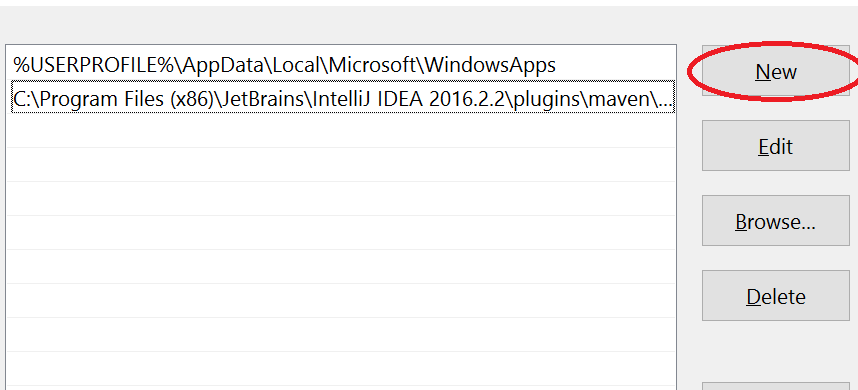 %USERPROFILE%\AppData\Local\Microsoft\WindowsApps
C:\Program Files (x86)\JetBrains\IntelliJ IDEA 2016.2.2\plugins\maven\...
New
Edit
Browse...
Delete